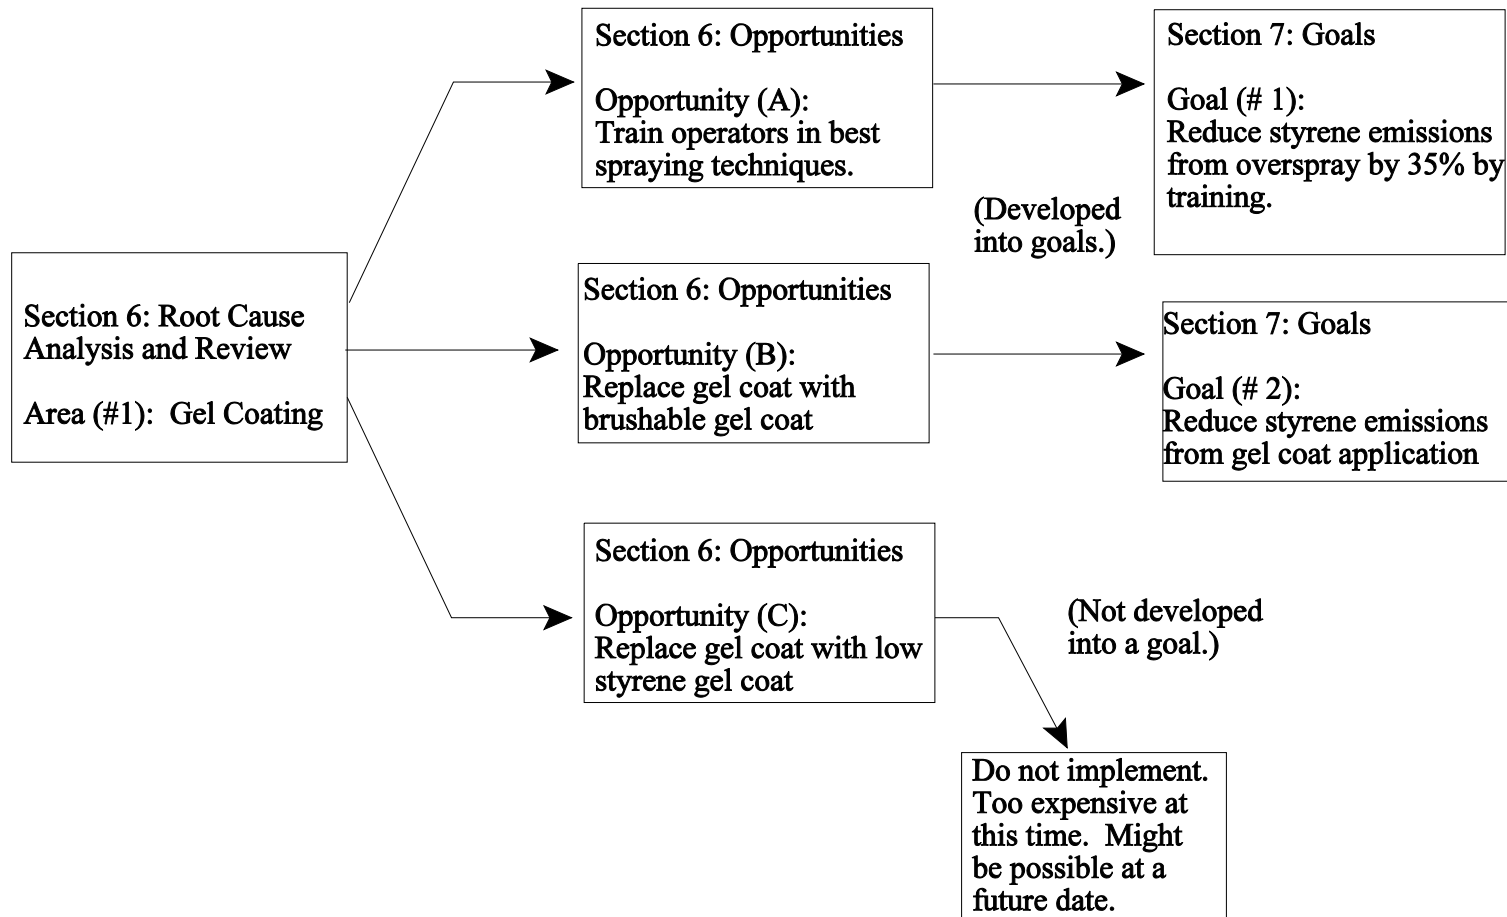 Section 6: Root Cause
Analysis and Review
Area (#1):  Gel Coating
Section 6: Opportunities
Opportunity (A):
Train operators in best
spraying techniques.
Section 7: Goals
Goal (# 1):
Reduce styrene emissions
from overspray by 35% by
training.
(Developed
into goals.)
Section 6: Opportunities
Opportunity (B):
Replace gel coat with
brushable gel coat
Section 7: Goals
Goal (# 2):
Reduce styrene emissions
from gel coat application
Section 6: Opportunities
Opportunity (C):
Replace gel coat with low
styrene gel coat
(Not developed
into a goal.)
Do not implement.
Too expensive at
this time.  Might
be possible at a
future date.